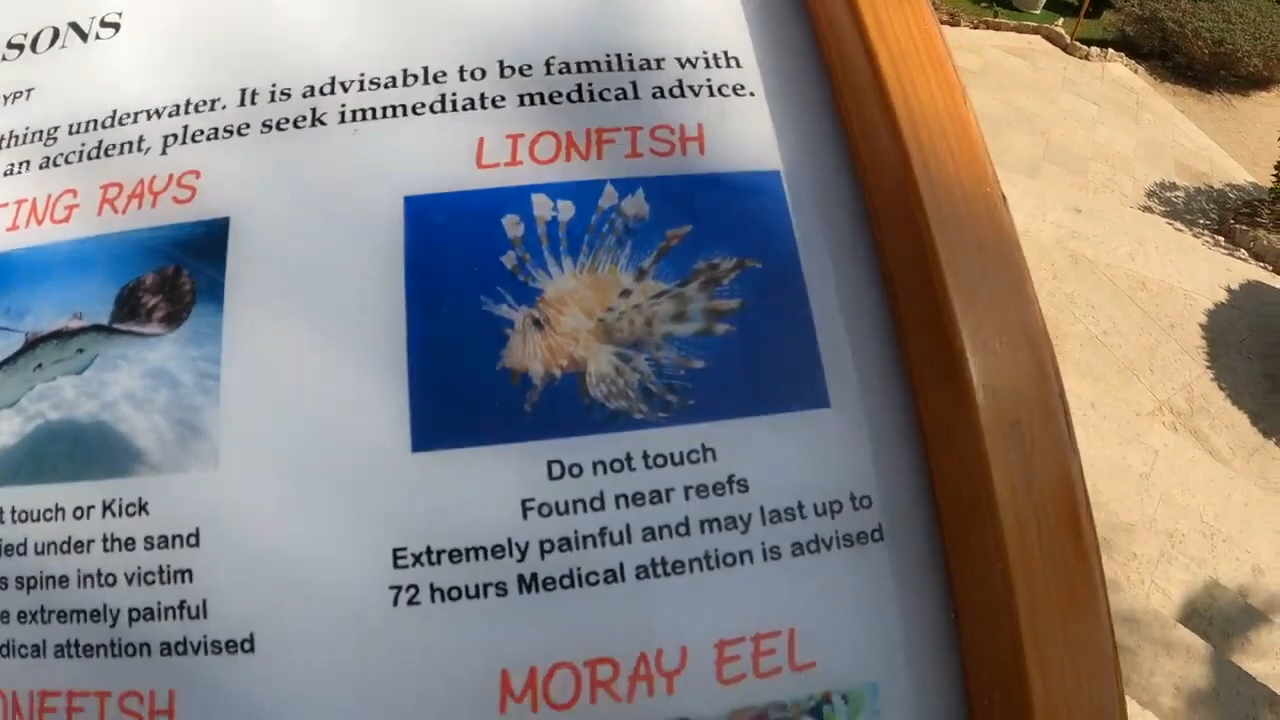 SONS
YPT
thing underwater. It is advisable to be familiar with
an accident, please seek immediate medical advice.
TING RAYS
LIONFISH
t touch or Kick
ied under the sand
s spine into victim
e extremely painful
dical attention advised
Do not touch
Found near reefs
Extremely painful and may last up to
72 hours Medical attention is advised
ONEFISH
MORAY EEL